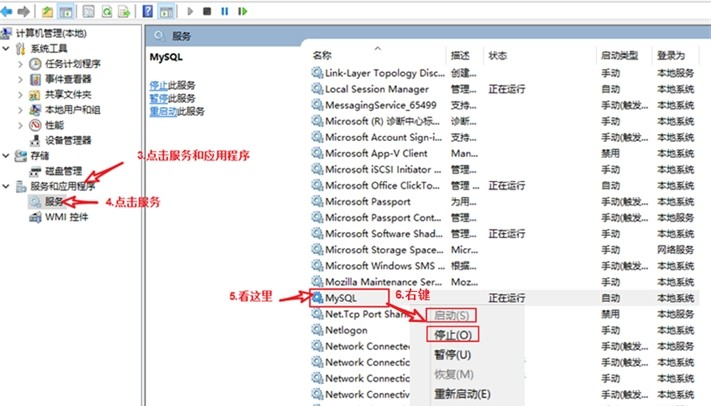 计算机管理(本地)
系统工具
任务计划程序
事件查看器
共享文件夹
本地用户和组
性能
设备管理器
存储
磁盘管理
服务和应用程序
服务
WMI 控件
3.点击服务和应用程序
4.点击服务
服务
MySQL
停止此服务
暂停此服务
重启动此服务
名称 描述 状态 启动类型 登录为
Link-Layer Topology Disc... 创建... 手动 本地服务
Local Session Manager 管理... 正在运行 自动 本地系统
MessagingService_65499 支持... 手动(触发... 本地系统
Microsoft (R) 诊断中心标... 诊断... 手动 本地系统
Microsoft Account Sign-i... 支持... 手动(触发... 本地系统
Microsoft App-V Client Man... 禁用 本地系统
Microsoft iSCSI Initiator ... 管理... 手动 本地系统
Microsoft Office ClickTo... 管理... 正在运行 自动 本地系统
Microsoft Passport 为用... 手动(触发... 本地系统
Microsoft Passport Cont... 管理... 手动(触发... 本地服务
Microsoft Software Shad... 管理... 正在运行 手动 本地系统
Microsoft Storage Space... Micr... 手动 网络服务
Microsoft Windows SMS ... 根据... 手动(触发... 本地系统
Mozilla Maintenance Ser... Moz... 手动 本地系统
MySQL 正在运行 自动 本地系统
Net.Tcp Port Shar 禁用 本地服务
Netlogon 手动 本地系统
Network Connecte 手动(触发... 本地系统
Network Connectio 手动 本地系统
Network Connectiv 手动(触发... 本地系统
5.看这里
6.右键
启动(S)
停止(O)
暂停(U)
恢复(M)
重新启动(E)